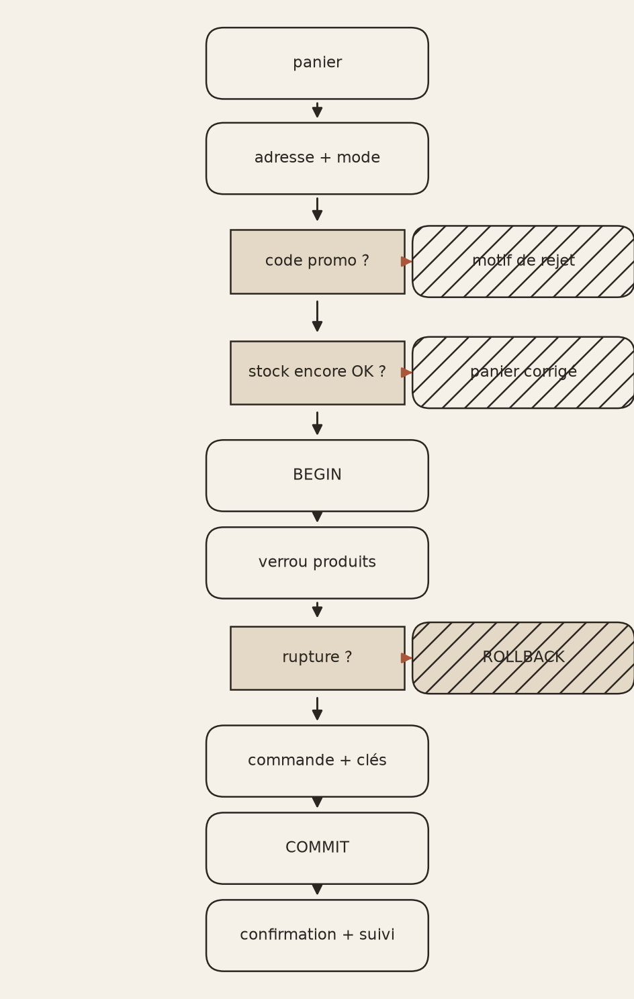 panier
adresse + mode
code promo ?
motif de rejet
stock encore OK ?
panier corrigé
BEGIN
verrou produits
rupture ?
ROLLBACK
commande + clés
COMMIT
confirmation + suivi